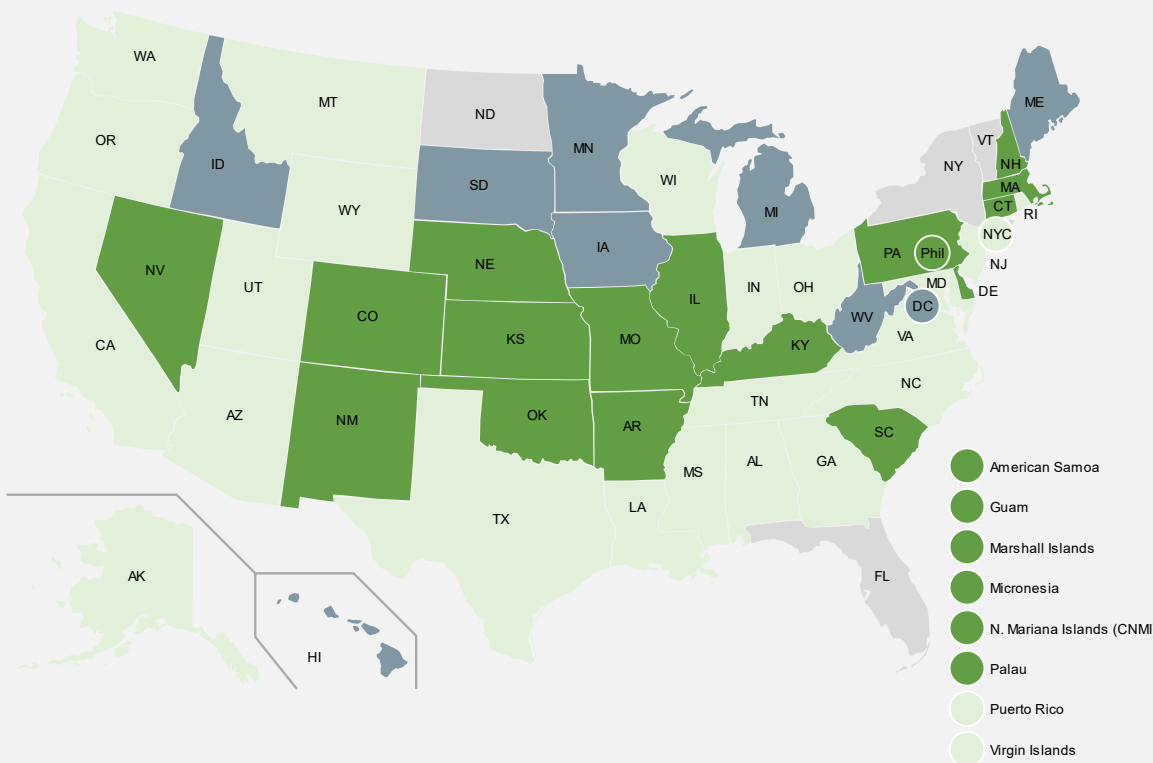 WA
MT
ND
ME
OR
ID
SD
MN
WI
MI
VT
NY
NH
MA
CT
RI
NYC
WY
IA
NE
NV
UT
CO
KS
MO
IL
IN
OH
PA
Phil
NJ
MD
DE
DC
WV
VA
KY
CA
AZ
NM
OK
AR
TN
NC
SC
MS
AL
GA
LA
TX
FL
AK
HI
American Samoa
Guam
Marshall Islands
Micronesia
N. Mariana Islands (CNMI
Palau
Puerto Rico
Virgin Islands